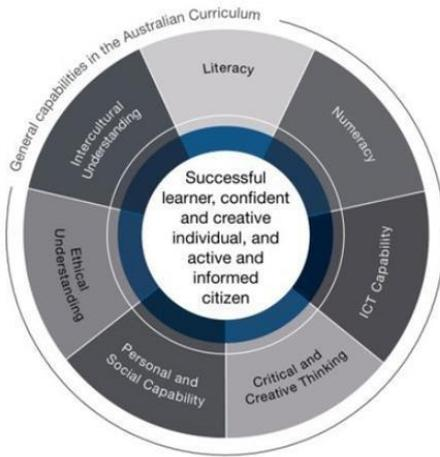 General capabilities in the Australian Curriculum
Literacy
Numeracy
ICT Capability
Critical and
Creative Thinking
Personal and
Social Capability
Ethical
Understanding
Intercultural
Understanding
Successful
learner, confident
and creative
individual, and
active and
informed
citizen